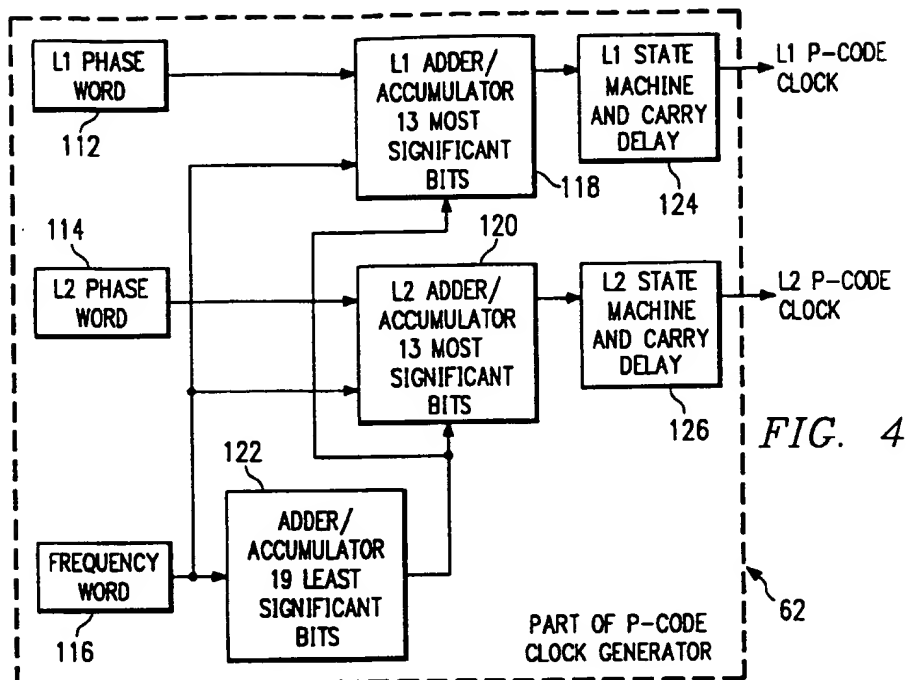 L1 PHASE
WORD
112
L1 ADDER/
ACCUMULATOR
13 MOST
SIGNIFICANT
BITS
118
L1 STATE
MACHINE
AND CARRY
DELAY
124
L1 P-CODE
CLOCK
114
L2 PHASE
WORD
120
L2 ADDER/
ACCUMULATOR
13 MOST
SIGNIFICANT
BITS
L2 STATE
MACHINE
AND CARRY
DELAY
126
L2 P-CODE
CLOCK
FIG. 4
122
ADDER/
ACCUMULATOR
19 LEAST
SIGNIFICANT
BITS
FREQUENCY
WORD
116
PART OF P-CODE
CLOCK GENERATOR
62